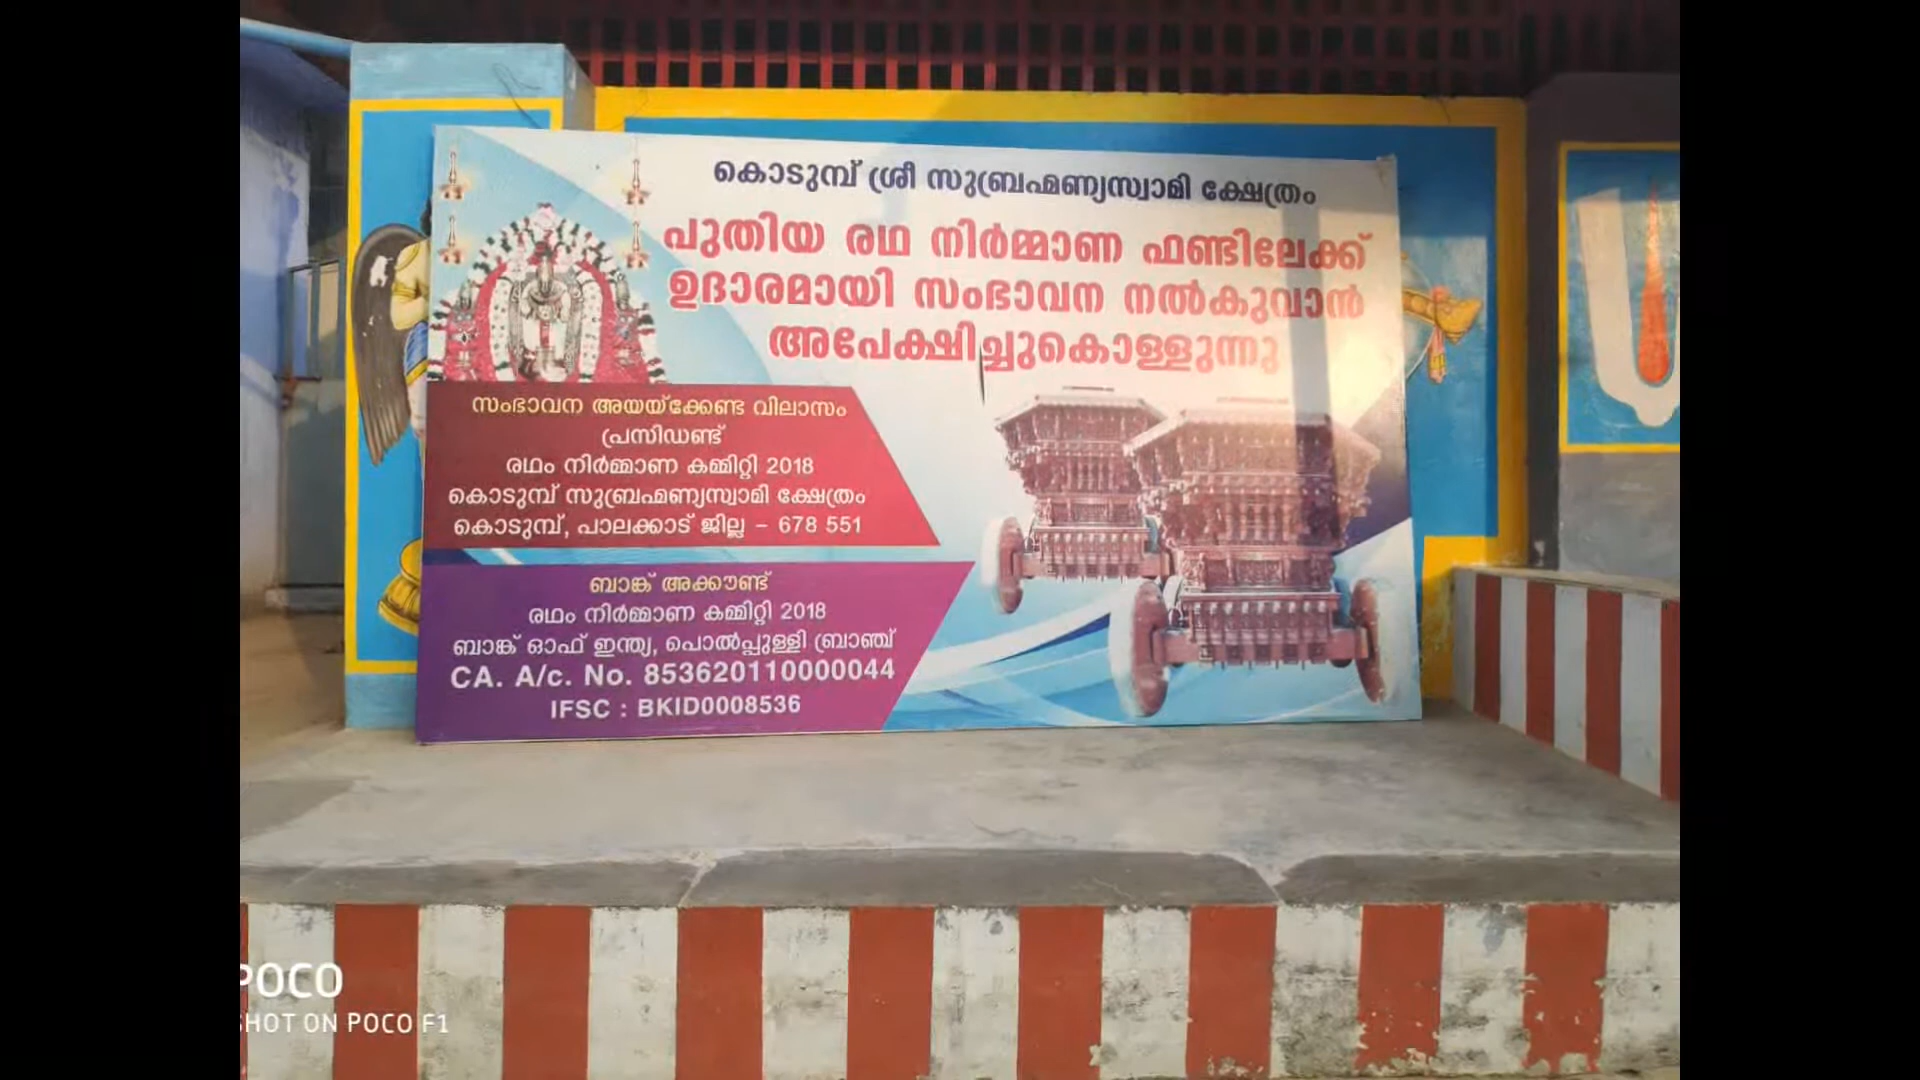 കൊടുമ്പ് ശ്രീ സുബ്രഹ്മണ്യസ്വാമി ക്ഷേത്രം
പുതിയ രഥ നിർമ്മാണ ഫണ്ടിലേക്ക്
ഉദാരമായി സംഭാവന നൽകുവാൻ
അപേക്ഷിച്ചുകൊള്ളുന്നു
സംഭാവന അയയ്ക്കേണ്ട വിലാസം
പ്രസിഡണ്ട്
രഥം നിർമ്മാണ കമ്മിറ്റി 2018
കൊടുമ്പ് സുബ്രഹ്മണ്യസ്വാമി ക്ഷേത്രം
കൊടുമ്പ്, പാലക്കാട് ജില്ല – 678 551
ബാങ്ക് അക്കൗണ്ട്
രഥം നിർമ്മാണ കമ്മിറ്റി 2018
ബാങ്ക് ഓഫ് ഇന്ത്യ, പൊൽപ്പുള്ളി ബ്രാഞ്ച്
CA. A/c. No. 853620110000044
IFSC : BKID0008536
POCO
SHOT ON POCO F1